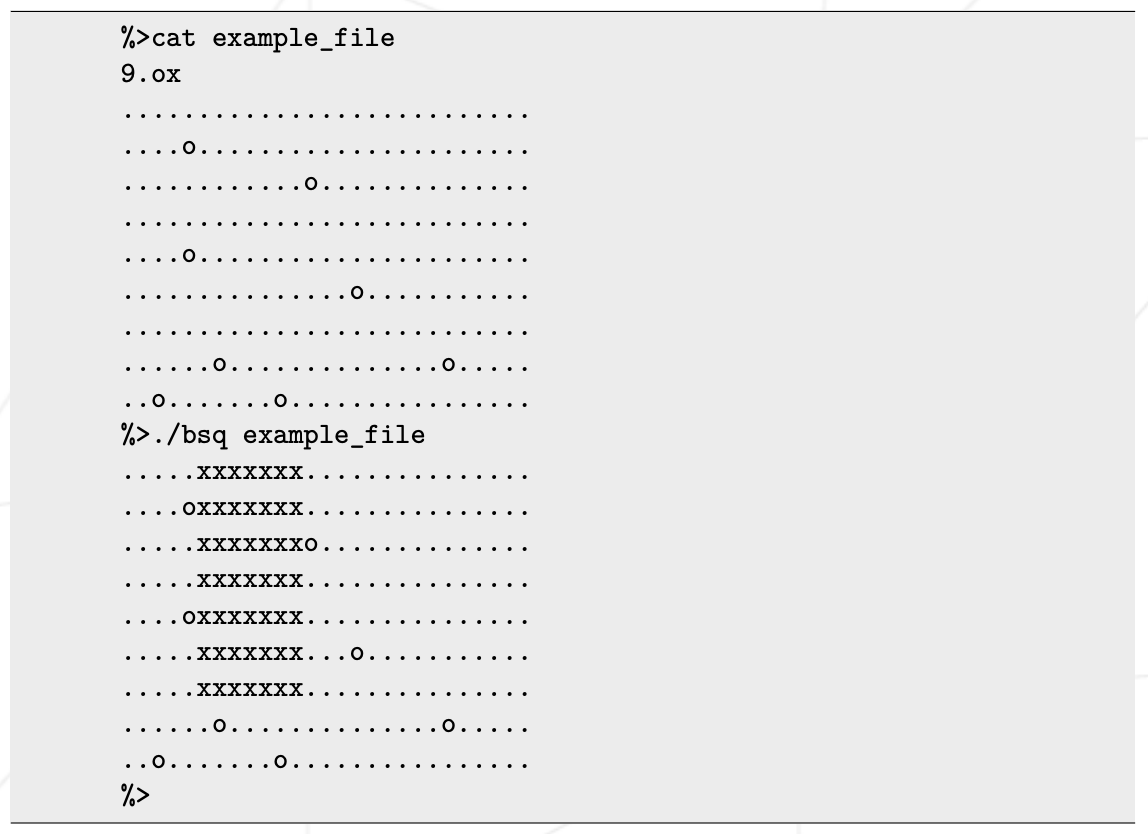 %>cat example_file
9.ox
...........................
....o......................
............o..............
...........................
....o......................
...............o...........
...........................
......o..............o.....
..o.......o................
%>./bsq example_file
.....xxxxxxx...............
....oxxxxxxx...............
.....xxxxxxxo..............
.....xxxxxxx...............
....oxxxxxxx...............
.....xxxxxxx...o...........
.....xxxxxxx...............
......o..............o.....
..o.......o................
%>